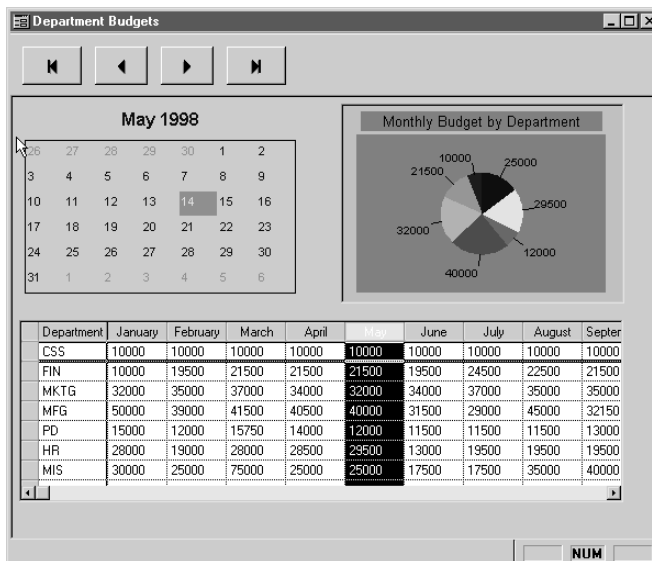 Department Budgets
May 1998
26 27 28 29 30 1 2
3 4 5 6 7 8 9
10 11 12 13 14 15 16
17 18 19 20 21 22 23
24 25 26 27 28 29 30
31 1 2 3 4 5 6
Monthly Budget by Department
10000
25000
21500
29500
32000
12000
40000
Department January February March April May June July August Septer
CSS 10000 10000 10000 10000 10000 10000 10000 10000 10000
FIN 10000 19500 21500 21500 21500 19500 24500 22500 21500
MKTG 32000 35000 37000 34000 32000 34000 37000 35000 35000
MFG 50000 39000 41500 40500 40000 31500 29000 45000 32150
PD 15000 12000 15750 14000 12000 11500 11500 11500 13000
HR 28000 19000 28000 28500 29500 13000 19500 19500 19500
MIS 30000 25000 75000 25000 25000 17500 17500 35000 40000
NUM